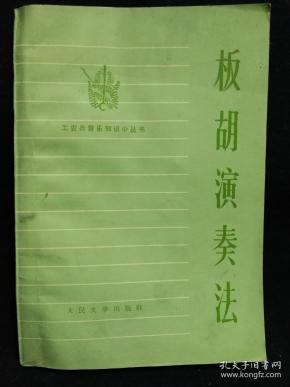 板胡演奏法
工农兵音乐知识小丛书
人民文学出版社
孔夫子旧书网